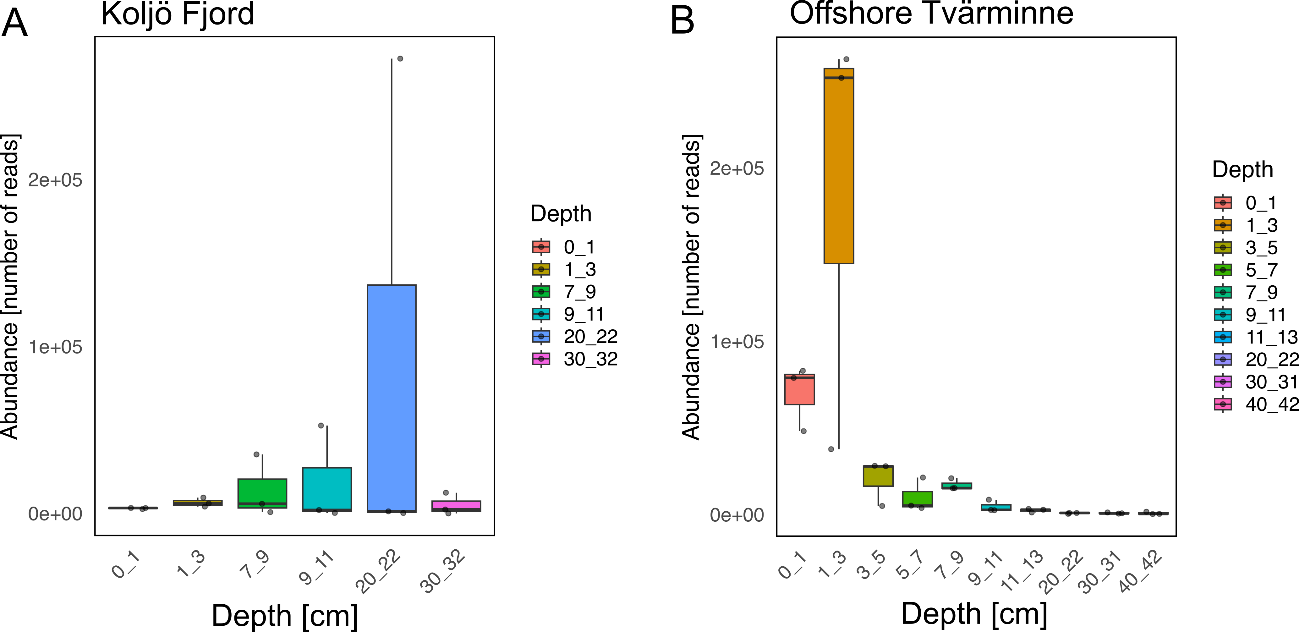 A
Koljö Fjord
Abundance [number of reads]
2e+05
1e+05
0e+00
0_1
1_3
7_9
9_11
20_22
30_32
Depth [cm]
Depth
0_1
1_3
7_9
9_11
20_22
30_32
B
Offshore Tvärminne
Abundance [number of reads]
2e+05
1e+05
0e+00
0_1
1_3
3_5
5_7
7_9
9_11
11_13
20_22
30_31
40_42
Depth [cm]
Depth
0_1
1_3
3_5
5_7
7_9
9_11
11_13
20_22
30_31
40_42